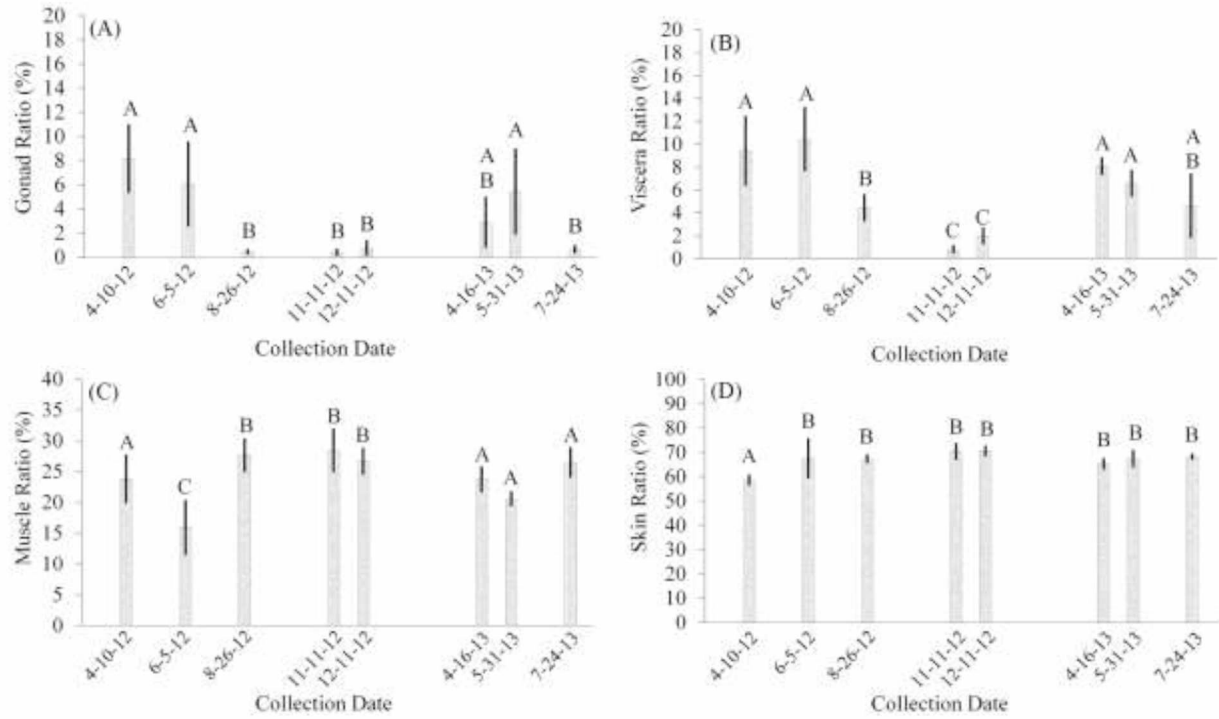 (A)
Gonad Ratio (%)
20
18
16
14
12
10
8
6
4
2
0
A
A
B
B
B
A
B
A
B
4-10-12
6-5-12
8-26-12
11-11-12
12-11-12
4-16-13
5-31-13
7-24-13
Collection Date
(B)
Viscera Ratio (%)
20
18
16
14
12
10
8
6
4
2
0
A
A
B
C
C
A
A
A
B
4-10-12
6-5-12
8-26-12
11-11-12
12-11-12
4-16-13
5-31-13
7-24-13
Collection Date
(C)
Muscle Ratio (%)
40
35
30
25
20
15
10
5
0
A
C
B
B
B
A
A
A
4-10-12
6-5-12
8-26-12
11-11-12
12-11-12
4-16-13
5-31-13
7-24-13
Collection Date
(D)
Skin Ratio (%)
100
90
80
70
60
50
40
30
20
10
0
A
B
B
B
B
B
B
B
4-10-12
6-5-12
8-26-12
11-11-12
12-11-12
4-16-13
5-31-13
7-24-13
Collection Date